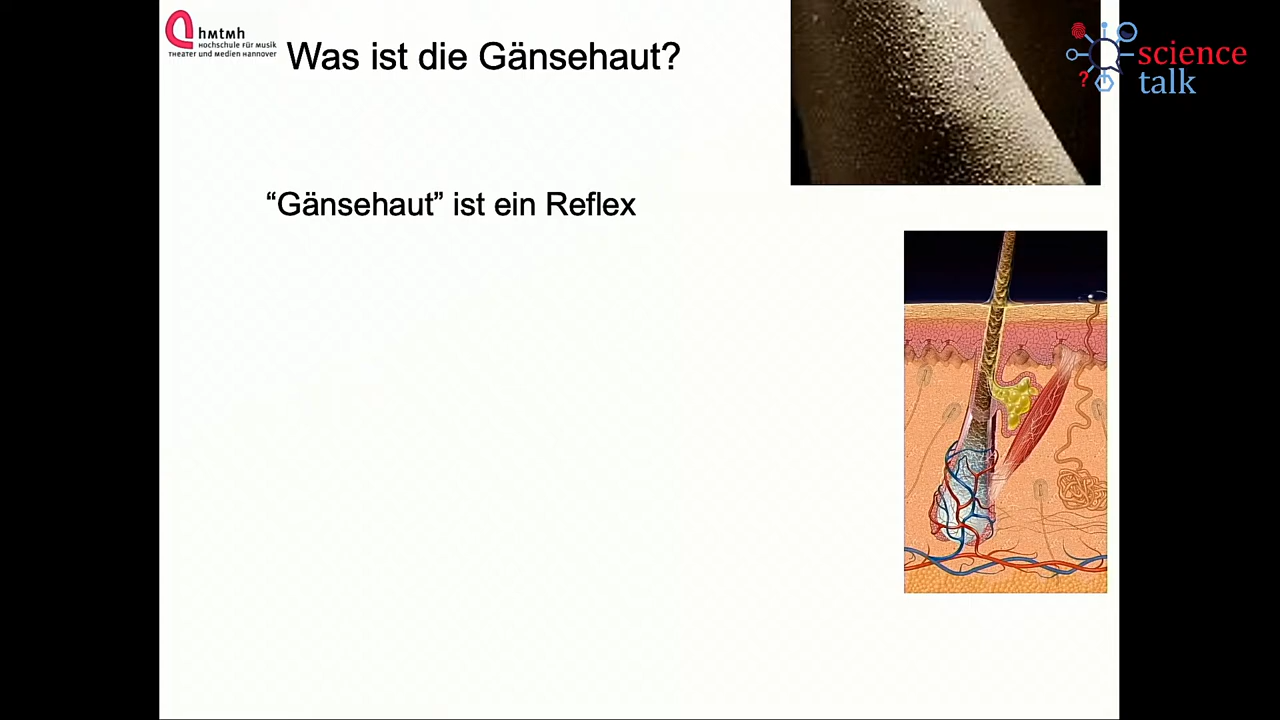 hmtmh
Hochschule für Musik
Theater und Medien Hannover
Was ist die Gänsehaut?
science
talk
?
“Gänsehaut” ist ein Reflex